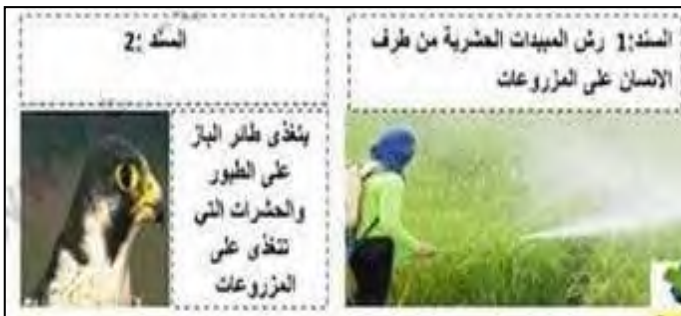 السند:1 رش المبيدات الحشرية من طرف
الانسان على المزروعات
السند :2
يتغذى طائر الباز
على الطيور
والحشرات التي
تتغذى على
المزروعات